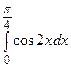 ∫₀^(π/4) cos 2xdx